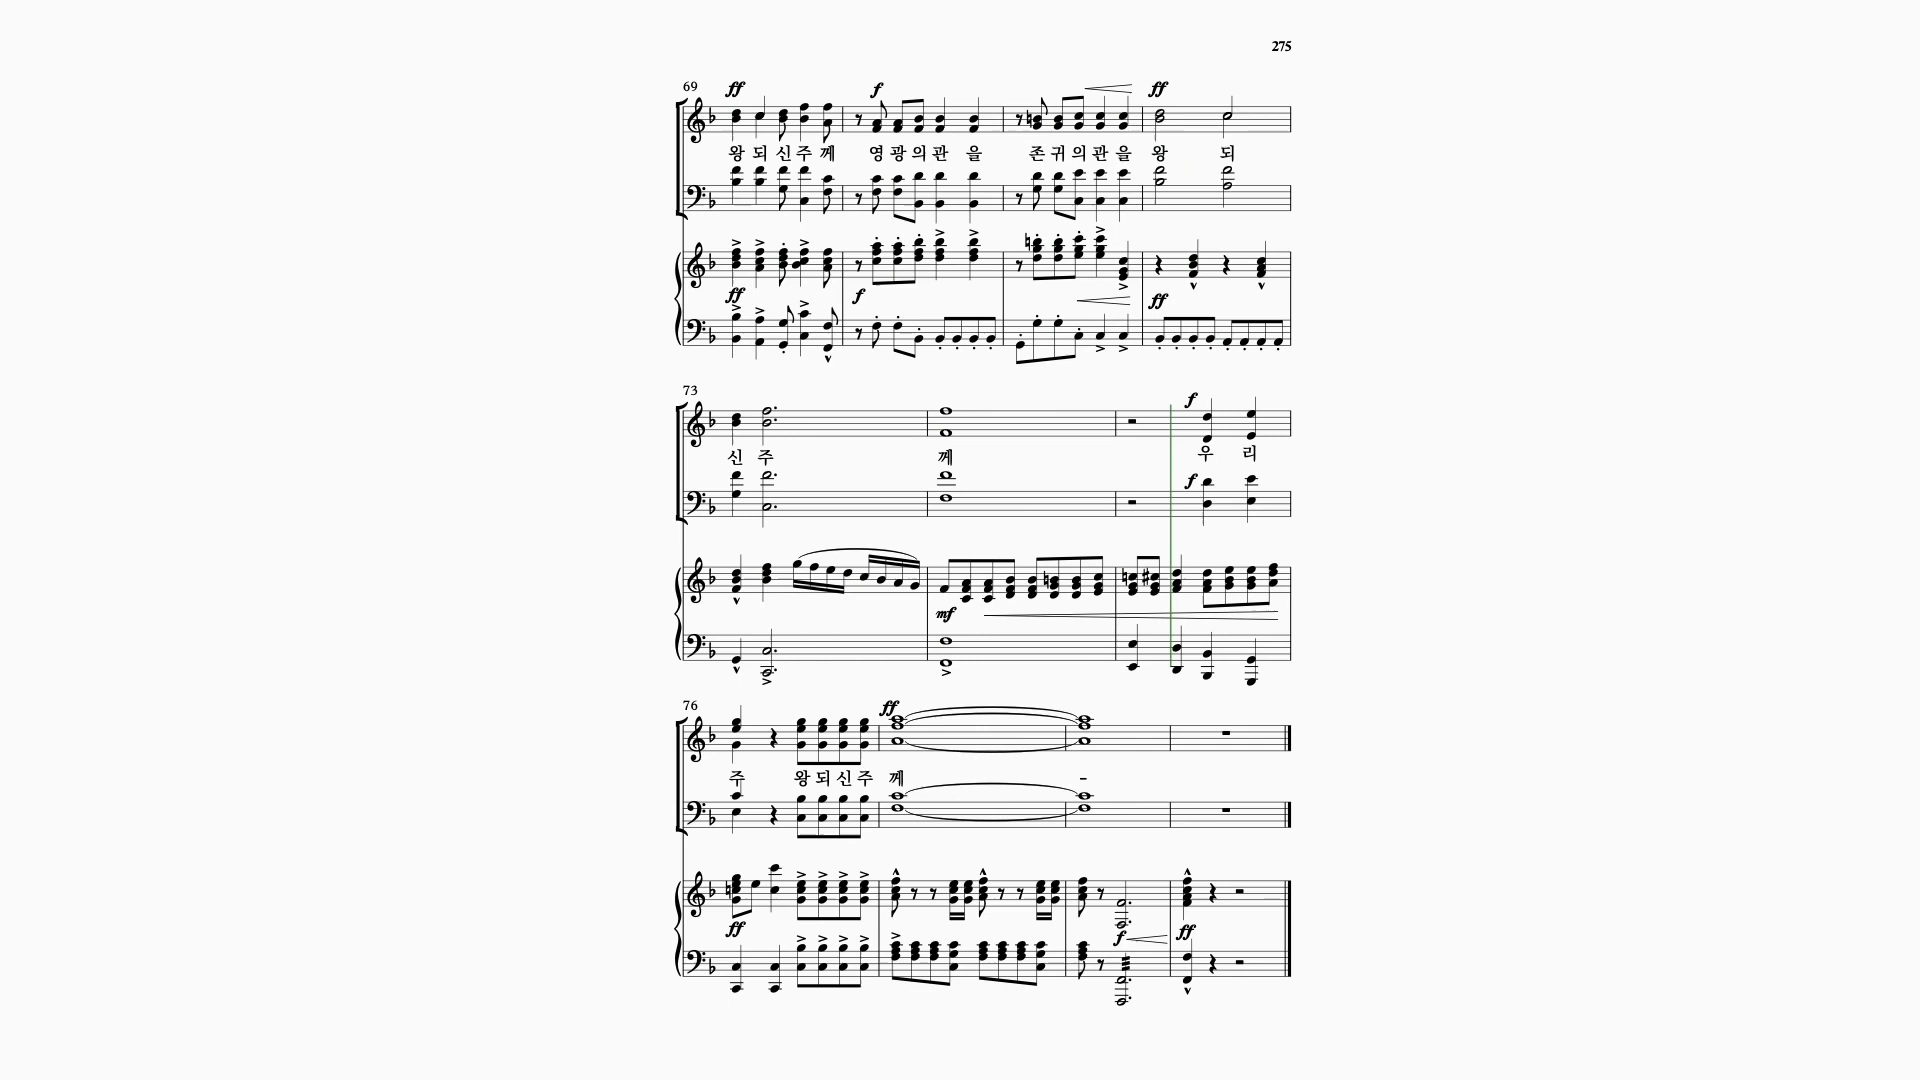 275
69
ff f ff
왕 되 신 주 께 영 광 의 관 을 존 귀 의 관 을 왕 되
ff f ff
73
f
신 주 께 우 리
f
mf
76
ff
주 왕 되 신 주 께 -
ff f ff